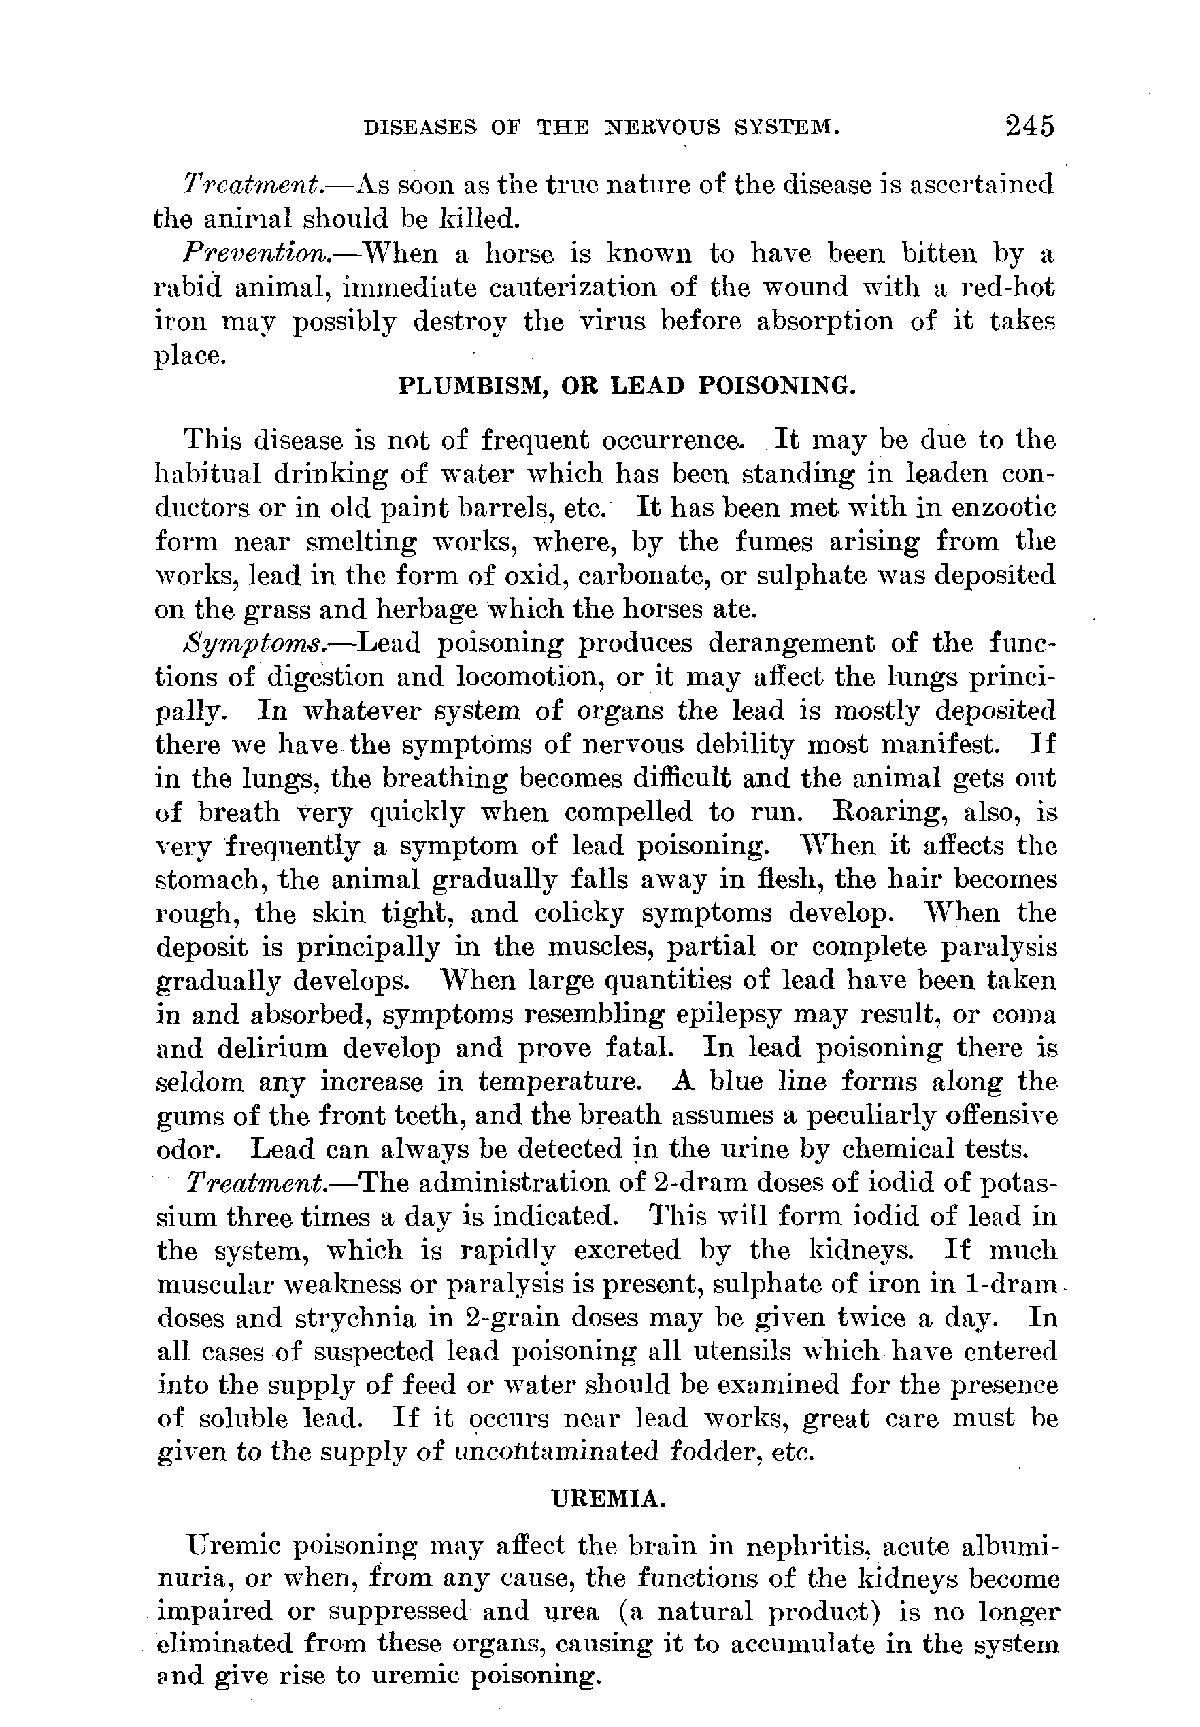 DISEASES OF THE NERVOUS SYSTEM. 245
Treatment.—As soon as the true nature of the disease is ascertained
the animal should be killed.
Prevention.—When a horse is known to have been bitten by a
rabid animal, immediate cauterization of the wound with a red-hot
iron may possibly destroy the virus before absorption of it takes
place.
PLUMBISM, OR LEAD POISONING.
This disease is not of frequent occurrence. It may be due to the
habitual drinking of water which has been standing in leaden con-
ductors or in old paint barrels, etc. It has been met with in enzootic
form near smelting works, where, by the fumes arising from the
works, lead in the form of oxid, carbonate, or sulphate was deposited
on the grass and herbage which the horses ate.
Symptoms.—Lead poisoning produces derangement of the func-
tions of digestion and locomotion, or it may affect the lungs princi-
pally. In whatever system of organs the lead is mostly deposited
there we have the symptoms of nervous debility most manifest. If
in the lungs, the breathing becomes difficult and the animal gets out
of breath very quickly when compelled to run. Roaring, also, is
very frequently a symptom of lead poisoning. When it affects the
stomach, the animal gradually falls away in flesh, the hair becomes
rough, the skin tight, and colicky symptoms develop. When the
deposit is principally in the muscles, partial or complete paralysis
gradually develops. When large quantities of lead have been taken
in and absorbed, symptoms resembling epilepsy may result, or coma
and delirium develop and prove fatal. In lead poisoning there is
seldom any increase in temperature. A blue line forms along the
gums of the front teeth, and the breath assumes a peculiarly offensive
odor. Lead can always be detected in the urine by chemical tests.
Treatment.—The administration of 2-dram doses of iodid of potas-
sium three times a day is indicated. This will form iodid of lead in
the system, which is rapidly excreted by the kidneys. If much
muscular weakness or paralysis is present, sulphate of iron in 1-dram
doses and strychnia in 2-grain doses may be given twice a day. In
all cases of suspected lead poisoning all utensils which have entered
into the supply of feed or water should be examined for the presence
of soluble lead. If it occurs near lead works, great care must be
given to the supply of uncontaminated fodder, etc.
UREMIA.
Uremic poisoning may affect the brain in nephritis, acute albumi-
nuria, or when, from any cause, the functions of the kidneys become
impaired or suppressed and urea (a natural product) is no longer
eliminated from these organs, causing it to accumulate in the system
and give rise to uremic poisoning.